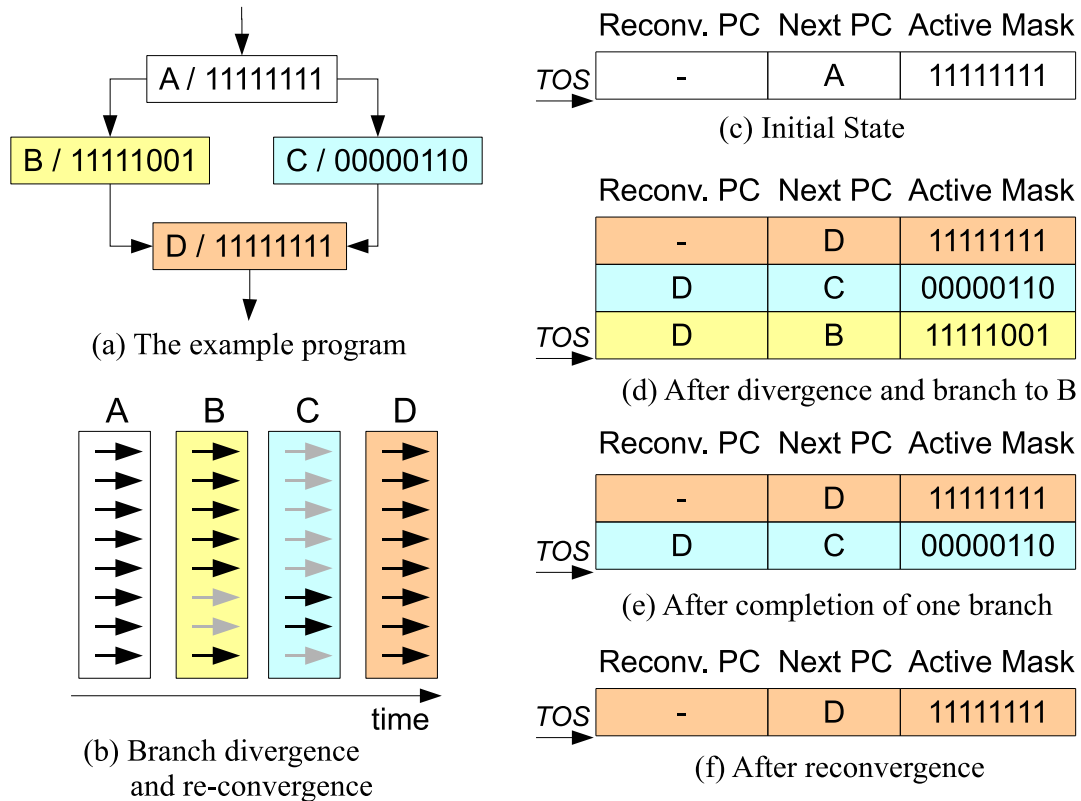 A / 11111111
B / 11111001
C / 00000110
D / 11111111
(a) The example program
A B C D
time
(b) Branch divergence
and re-convergence
Reconv. PC Next PC Active Mask
TOS - A 11111111
(c) Initial State
Reconv. PC Next PC Active Mask
- D 11111111
D C 00000110
TOS D B 11111001
(d) After divergence and branch to B
Reconv. PC Next PC Active Mask
- D 11111111
TOS D C 00000110
(e) After completion of one branch
Reconv. PC Next PC Active Mask
TOS - D 11111111
(f) After reconvergence